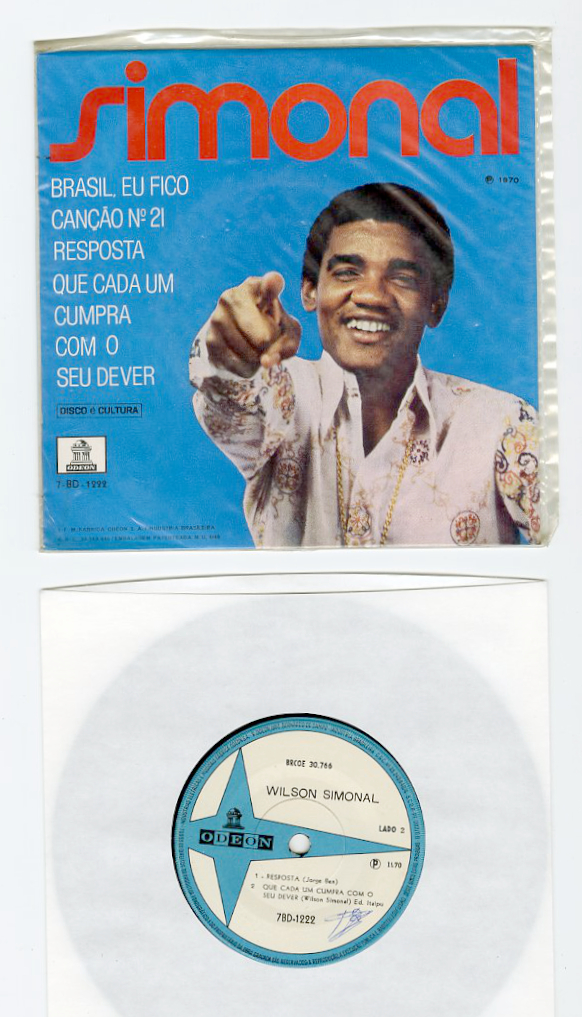 simonal
℗ 1970
BRASIL, EU FICO
CANÇÃO Nº 21
RESPOSTA
QUE CADA UM
CUMPRA
COM O
SEU DEVER
DISCO é CULTURA
ODEON
7-BD-1222
BRCOE 30.766
WILSON SIMONAL
LADO 2
ODEON
℗ 11.70
1 - RESPOSTA (Jorge Ben)
2 QUE CADA UM CUMPRA COM O
SEU DEVER (Wilson Simonal) Ed. Itaipu
7BD-1222